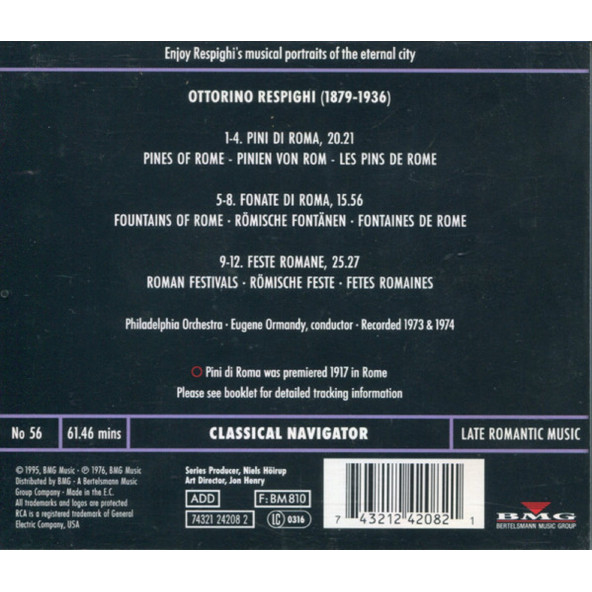 Enjoy Respighi's musical portraits of the eternal city
OTTORINO RESPIGHI (1879-1936)
1-4. PINI DI ROMA, 20.21
PINES OF ROME - PINIEN VON ROM - LES PINS DE ROME
5-8. FONATE DI ROMA, 15.56
FOUNTAINS OF ROME · RÖMISCHE FONTÄNEN · FONTAINES DE ROME
9-12. FESTE ROMANE, 25.27
ROMAN FESTIVALS · RÖMISCHE FESTE · FETES ROMAINES
Philadelphia Orchestra · Eugene Ormandy, conductor · Recorded 1973 & 1974
Pini di Roma was premiered 1917 in Rome
Please see booklet for detailed tracking information
No 56 61.46 mins CLASSICAL NAVIGATOR LATE ROMANTIC MUSIC
© 1995, BMG Music · ℗ 1976, BMG Music
Distributed by BMG · A Bertelsmann Music
Group Company · Made in the E.C.
All trademarks and logos are protected
RCA is a registered trademark of General
Electric Company, USA
Series Producer, Niels Höirup
Art Director, Jon Henry
ADD F: BM 810
74321 24208 2 LC 0316
7 43212 42082 1
BMG
BERTELSMANN MUSIC GROUP